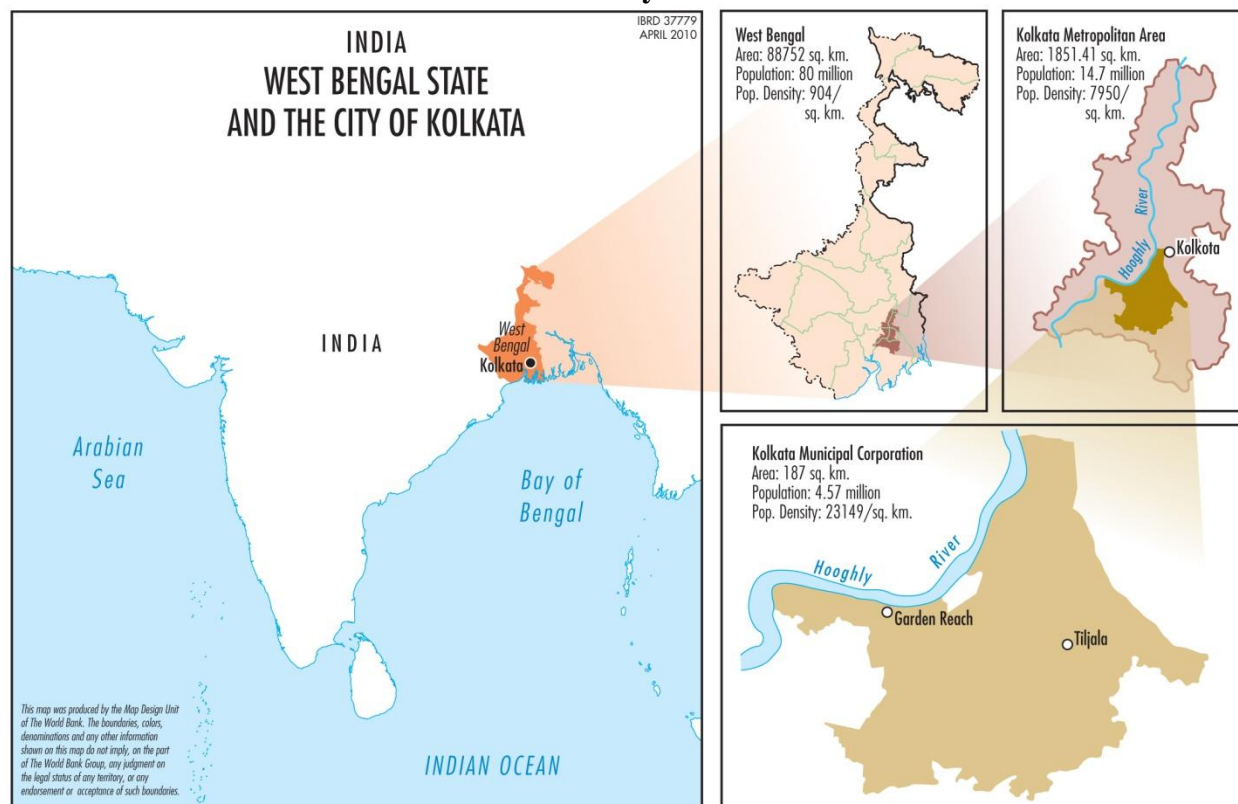 IBRD 37779
APRIL 2010
INDIA
WEST BENGAL STATE
AND THE CITY OF KOLKATA
INDIA
West
Bengal
Kolkata
Arabian
Sea
Bay of
Bengal
INDIAN OCEAN
This map was produced by the Map Design Unit
of The World Bank. The boundaries, colors,
denominations and any other information
shown on this map do not imply, on the part
of The World Bank Group, any judgment on
the legal status of any territory, or any
endorsement or acceptance of such boundaries.
West Bengal
Area: 88752 sq. km.
Population: 80 million
Pop. Density: 904/
sq. km.
Kolkata Metropolitan Area
Area: 1851.41 sq. km.
Population: 14.7 million
Pop. Density: 7950/
sq. km.
River
Hooghly
Kolkota
Kolkata Municipal Corporation
Area: 187 sq. km.
Population: 4.57 million
Pop. Density: 23149/sq. km.
Hooghly
River
Garden Reach
Tiljala